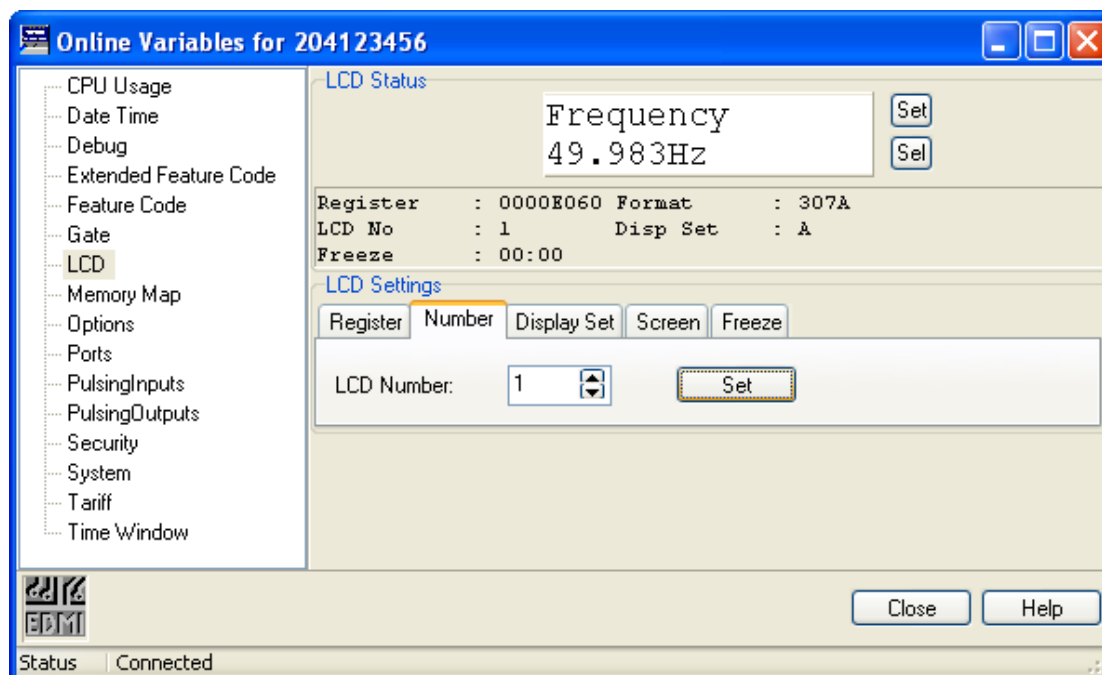 Online Variables for 204123456
CPU Usage
Date Time
Debug
Extended Feature Code
Feature Code
Gate
LCD
Memory Map
Options
Ports
PulsingInputs
PulsingOutputs
Security
System
Tariff
Time Window
LCD Status
Frequency
49.983Hz
Set
Sel
Register : 0000E060 Format : 307A
LCD No : 1 Disp Set : A
Freeze : 00:00
LCD Settings
Register Number Display Set Screen Freeze
LCD Number: 1 Set
EDMI
Close Help
Status Connected